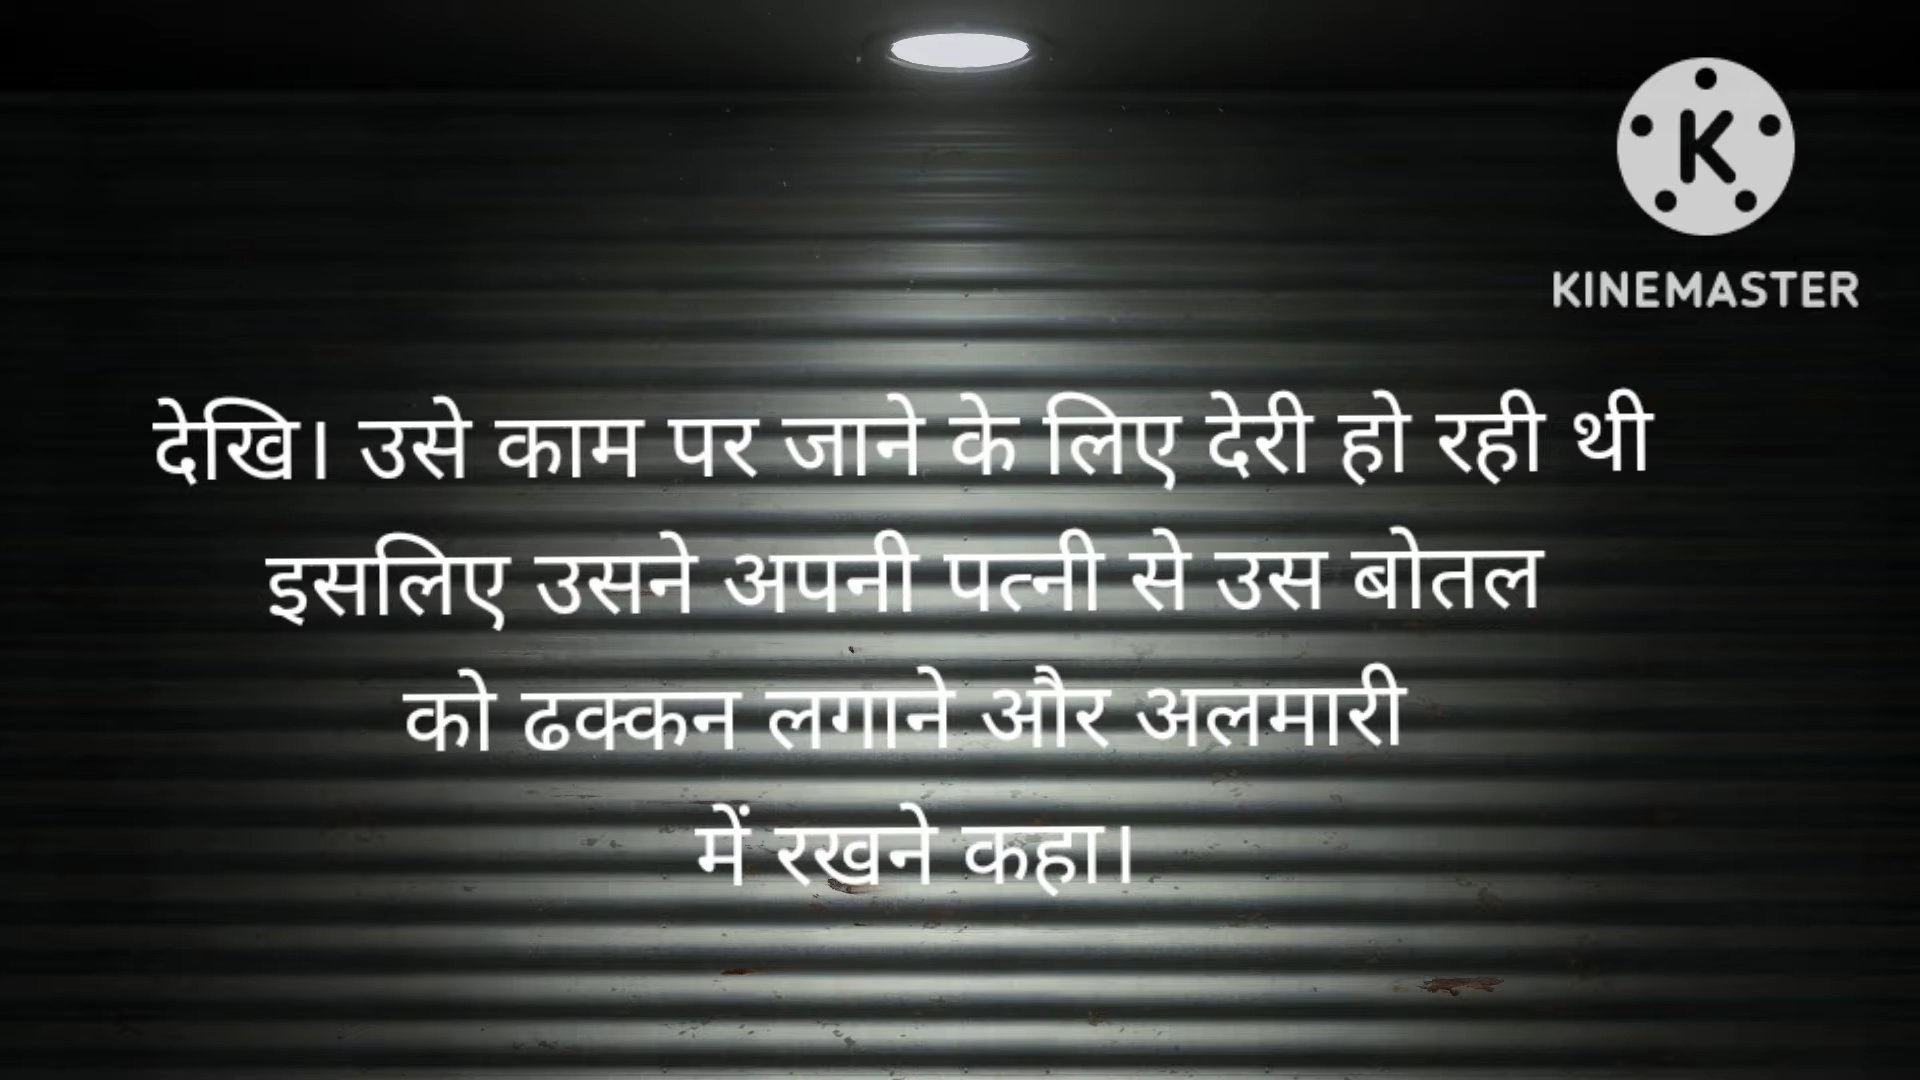 KINEMASTER
देखि। उसे काम पर जाने के लिए देरी हो रही थी
इसलिए उसने अपनी पत्नी से उस बोतल
को ढक्कन लगाने और अलमारी
में रखने कहा।